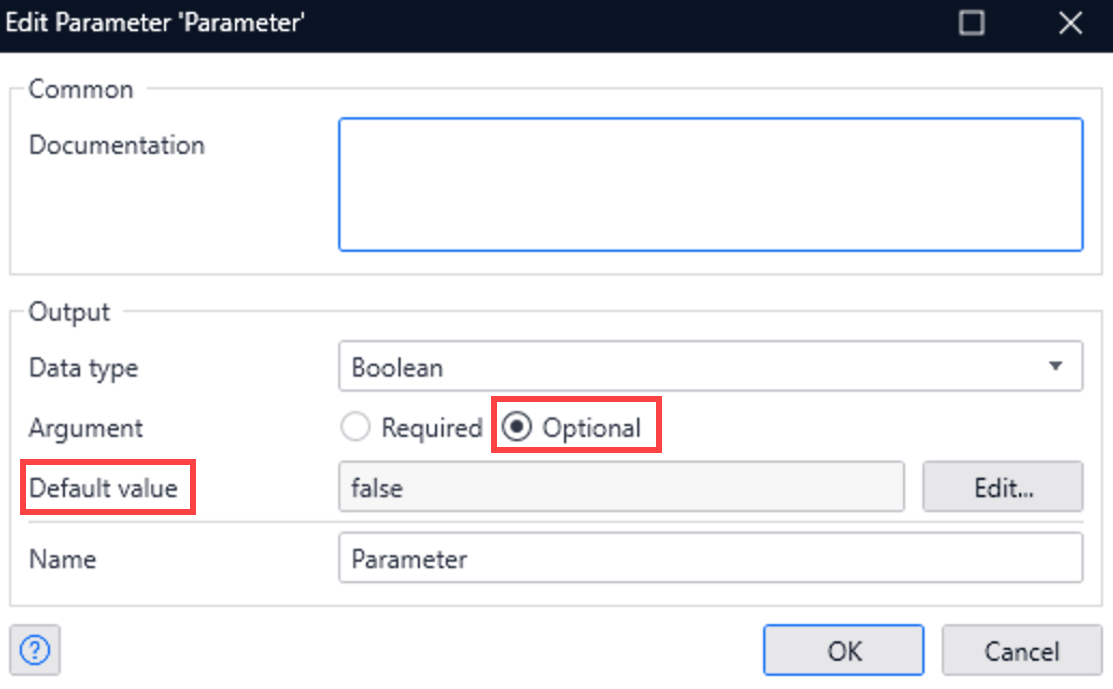 Edit Parameter 'Parameter'
Common
Documentation
Output
Data type Boolean
Argument Required Optional
Default value false Edit...
Name Parameter
? OK Cancel